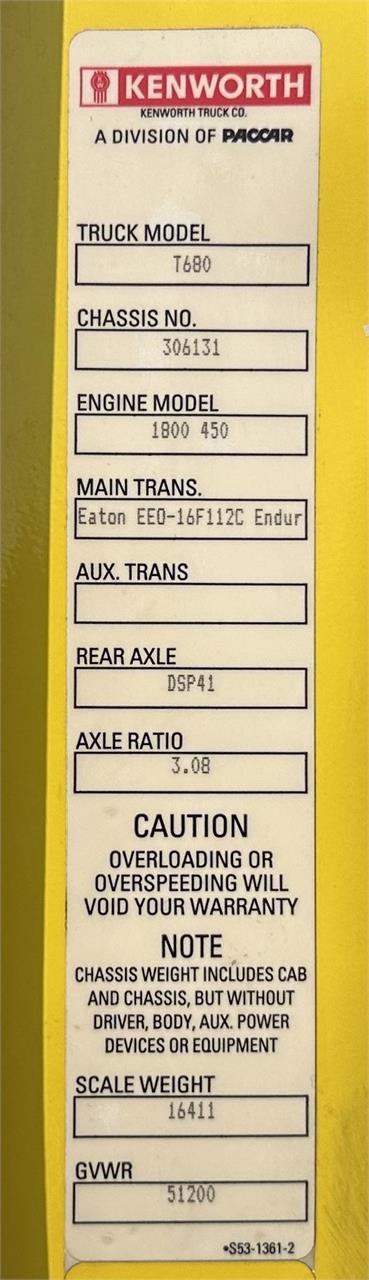 KENWORTH
KENWORTH TRUCK CO.
A DIVISION OF PACCAR
TRUCK MODEL
T680
CHASSIS NO.
306131
ENGINE MODEL
1800 450
MAIN TRANS.
Eaton EEO-16F112C Endur
AUX. TRANS
REAR AXLE
DSP41
AXLE RATIO
3.08
CAUTION
OVERLOADING OR
OVERSPEEDING WILL
VOID YOUR WARRANTY
NOTE
CHASSIS WEIGHT INCLUDES CAB
AND CHASSIS, BUT WITHOUT
DRIVER, BODY, AUX. POWER
DEVICES OR EQUIPMENT
SCALE WEIGHT
16411
GVWR
51200
•S53-1361-2